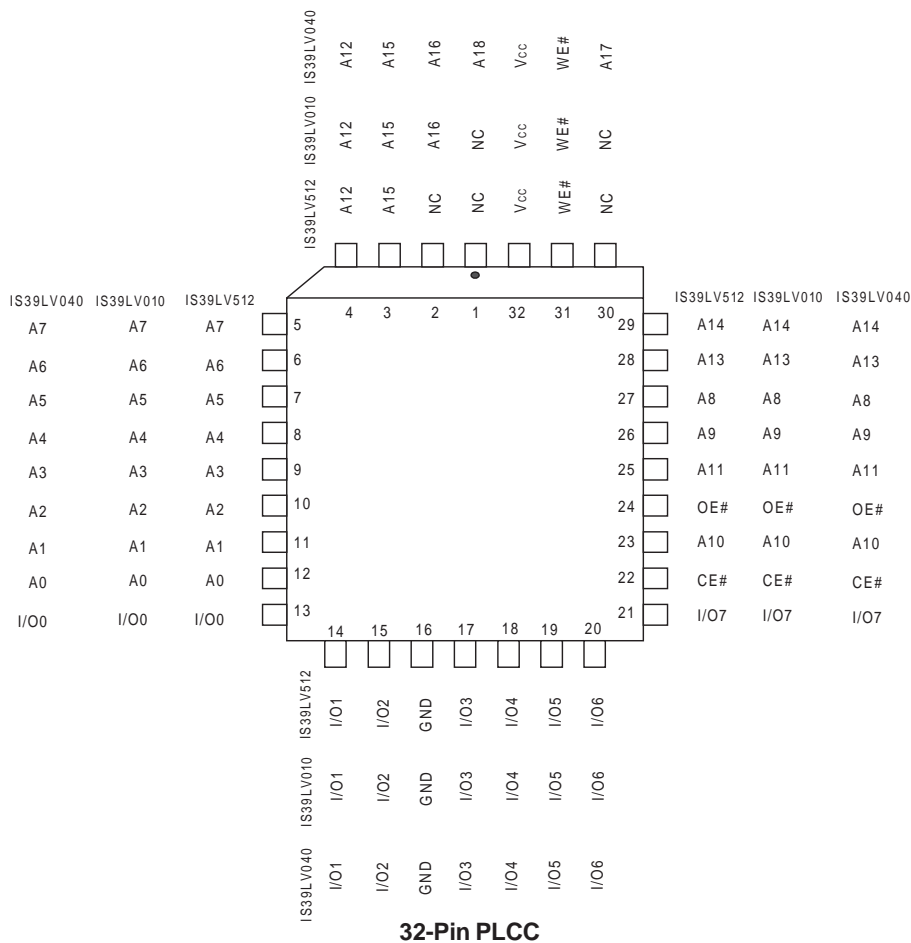 IS39LV040 A12 A15 A16 A18 Vcc WE# A17
IS39LV010 A12 A15 A16 NC Vcc WE# NC
IS39LV512 A12 A15 NC NC Vcc WE# NC
IS39LV040 IS39LV010 IS39LV512 4 3 2 1 32 31 30 IS39LV512 IS39LV010 IS39LV040
A7 A7 A7 5 29 A14 A14 A14
A6 A6 A6 6 28 A13 A13 A13
A5 A5 A5 7 27 A8 A8 A8
A4 A4 A4 8 26 A9 A9 A9
A3 A3 A3 9 25 A11 A11 A11
A2 A2 A2 10 24 OE# OE# OE#
A1 A1 A1 11 23 A10 A10 A10
A0 A0 A0 12 22 CE# CE# CE#
I/O0 I/O0 I/O0 13 21 I/O7 I/O7 I/O7
14 15 16 17 18 19 20
IS39LV512 I/O1 I/O2 GND I/O3 I/O4 I/O5 I/O6
IS39LV010 I/O1 I/O2 GND I/O3 I/O4 I/O5 I/O6
IS39LV040 I/O1 I/O2 GND I/O3 I/O4 I/O5 I/O6
32-Pin PLCC